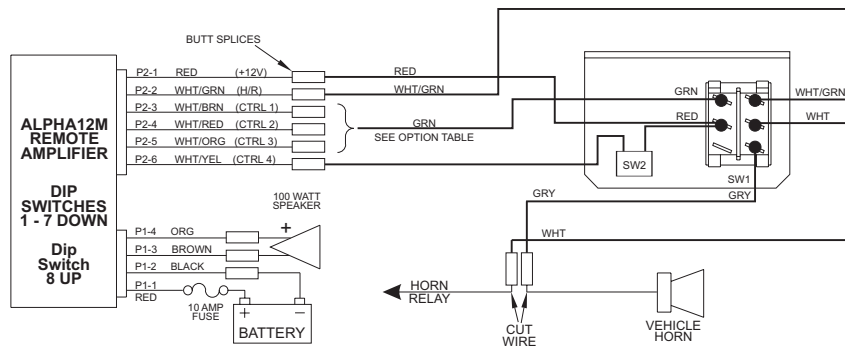 BUTT SPLICES
P2-1 RED (+12V)
P2-2 WHT/GRN (H/R)
P2-3 WHT/BRN (CTRL 1)
P2-4 WHT/RED (CTRL 2)
P2-5 WHT/ORG (CTRL 3)
P2-6 WHT/YEL (CTRL 4)
RED
WHT/GRN
GRN
SEE OPTION TABLE
ALPHA12M
REMOTE
AMPLIFIER
DIP
SWITCHES
1 - 7 DOWN
Dip
Switch
8 UP
GRN
RED
WHT/GRN
WHT
SW2
SW1
GRY
GRY
WHT
100 WATT
SPEAKER
+
P1-4 ORG
P1-3 BROWN
P1-2 BLACK
P1-1
RED
10 AMP
FUSE
+ −
BATTERY
HORN
RELAY
CUT
WIRE
VEHICLE
HORN